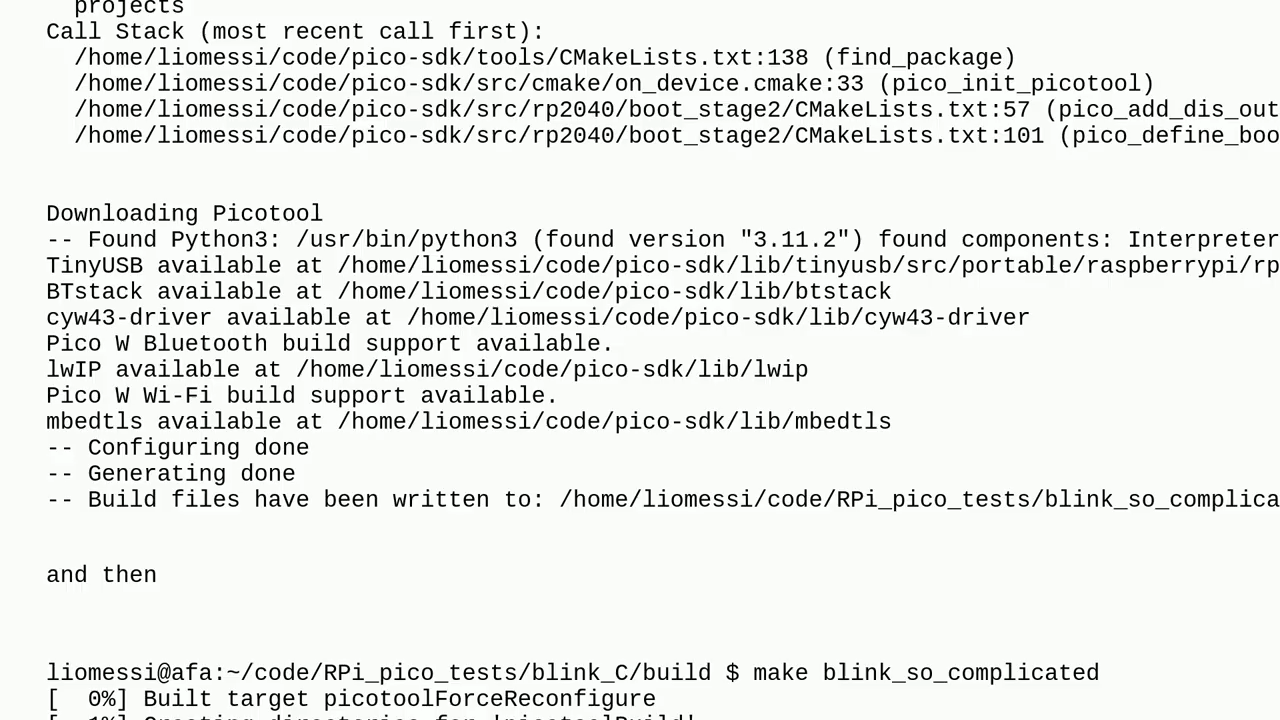 projects
Call Stack (most recent call first):
/home/liomessi/code/pico-sdk/tools/CMakeLists.txt:138 (find_package)
/home/liomessi/code/pico-sdk/src/cmake/on_device.cmake:33 (pico_init_picotool)
/home/liomessi/code/pico-sdk/src/rp2040/boot_stage2/CMakeLists.txt:57 (pico_add_dis_out
/home/liomessi/code/pico-sdk/src/rp2040/boot_stage2/CMakeLists.txt:101 (pico_define_boo
Downloading Picotool
-- Found Python3: /usr/bin/python3 (found version "3.11.2") found components: Interpreter
TinyUSB available at /home/liomessi/code/pico-sdk/lib/tinyusb/src/portable/raspberrypi/rp
BTstack available at /home/liomessi/code/pico-sdk/lib/btstack
cyw43-driver available at /home/liomessi/code/pico-sdk/lib/cyw43-driver
Pico W Bluetooth build support available.
lwIP available at /home/liomessi/code/pico-sdk/lib/lwip
Pico W Wi-Fi build support available.
mbedtls available at /home/liomessi/code/pico-sdk/lib/mbedtls
-- Configuring done
-- Generating done
-- Build files have been written to: /home/liomessi/code/RPi_pico_tests/blink_so_complica
and then
liomessi@afa:~/code/RPi_pico_tests/blink_C/build $ make blink_so_complicated
[  0%] Built target picotoolForceReconfigure
[  1%] Creating directories for 'picotoolBuild'